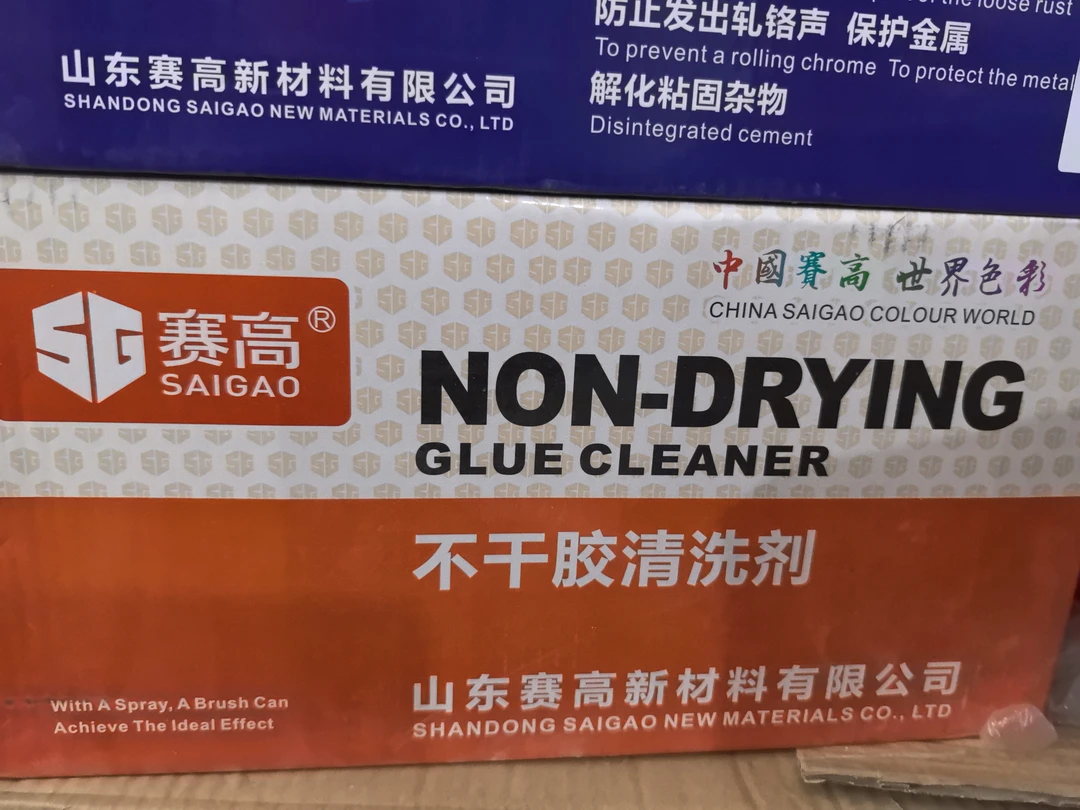 the loose rust
防止发出轧铬声 保护金属
To prevent a rolling chrome To protect the metal
解化粘固杂物
Disintegrated cement
山东赛高新材料有限公司
SHANDONG SAIGAO NEW MATERIALS CO., LTD
中國賽高 世界色彩
CHINA SAIGAO COLOUR WORLD
SG 赛高®
SAIGAO
NON-DRYING
GLUE CLEANER
不干胶清洗剂
山东赛高新材料有限公司
SHANDONG SAIGAO NEW MATERIALS CO., LTD
With A Spray, A Brush Can
Achieve The Ideal Effect